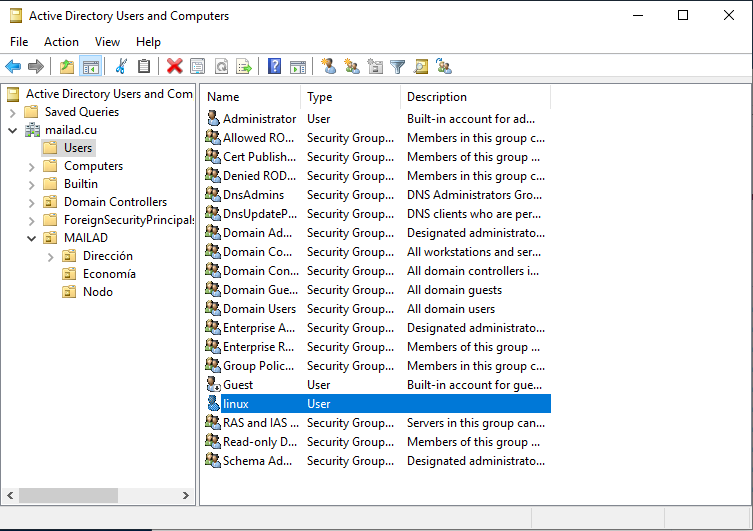 Active Directory Users and Computers
File Action View Help
Active Directory Users and Com
Saved Queries
mailad.cu
Users
Computers
Builtin
Domain Controllers
ForeignSecurityPrincipals
MAILAD
Dirección
Economía
Nodo
Name Type Description
Administrator User Built-in account for ad...
Allowed RO... Security Group... Members in this group c...
Cert Publish... Security Group... Members of this group ...
Denied ROD... Security Group... Members in this group c...
DnsAdmins Security Group... DNS Administrators Gro...
DnsUpdateP... Security Group... DNS clients who are per...
Domain Ad... Security Group... Designated administrato...
Domain Co... Security Group... All workstations and ser...
Domain Con... Security Group... All domain controllers i...
Domain Gue... Security Group... All domain guests
Domain Users Security Group... All domain users
Enterprise A... Security Group... Designated administrato...
Enterprise R... Security Group... Members of this group ...
Group Polic... Security Group... Members in this group c...
Guest User Built-in account for gue...
linux User
RAS and IAS ... Security Group... Servers in this group can...
Read-only D... Security Group... Members of this group ...
Schema Ad... Security Group... Designated administrato...